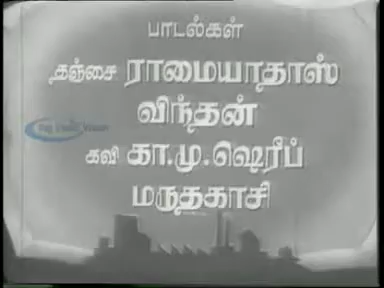 பாடல்கள்
தஞ்சை ராமையாதாஸ்
விந்தன்
கவி கா.மு.ஷெரீப்
மருதகாசி